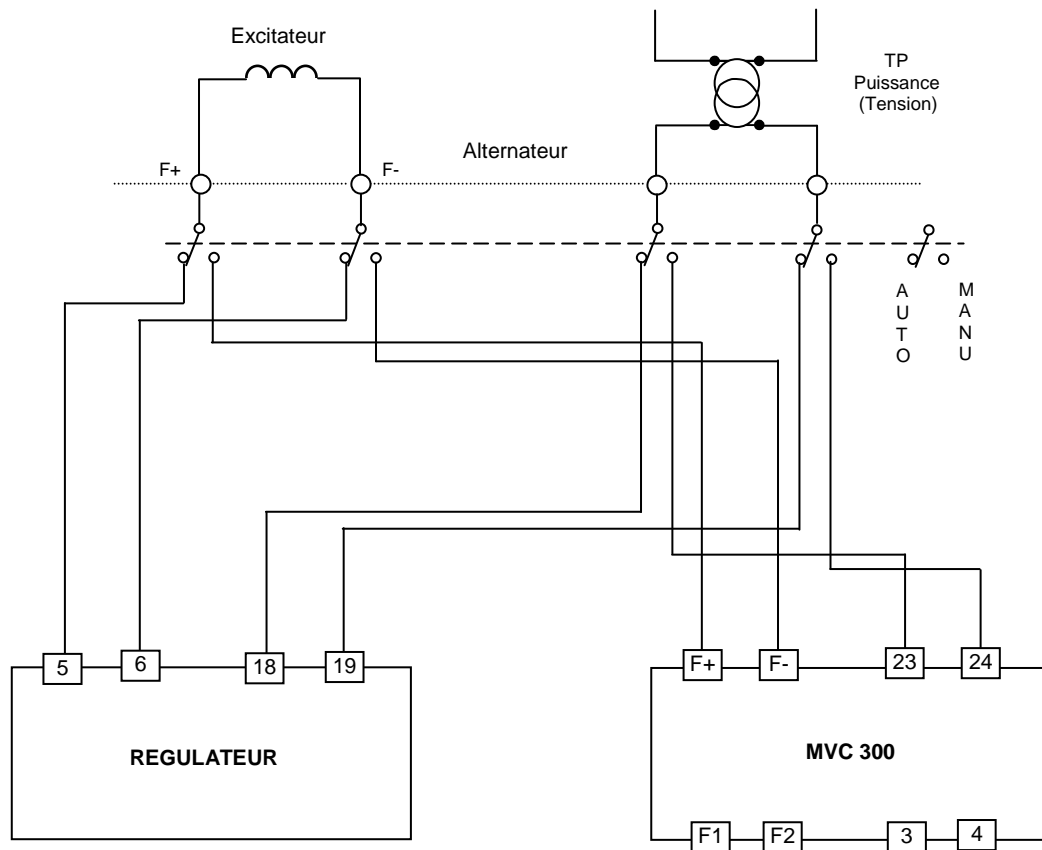 Excitateur
TP
Puissance
(Tension)
Alternateur
F+
F-
A
U
T
O
M
A
N
U
5
6
18
19
F+
F-
23
24
REGULATEUR
MVC 300
F1
F2
3
4